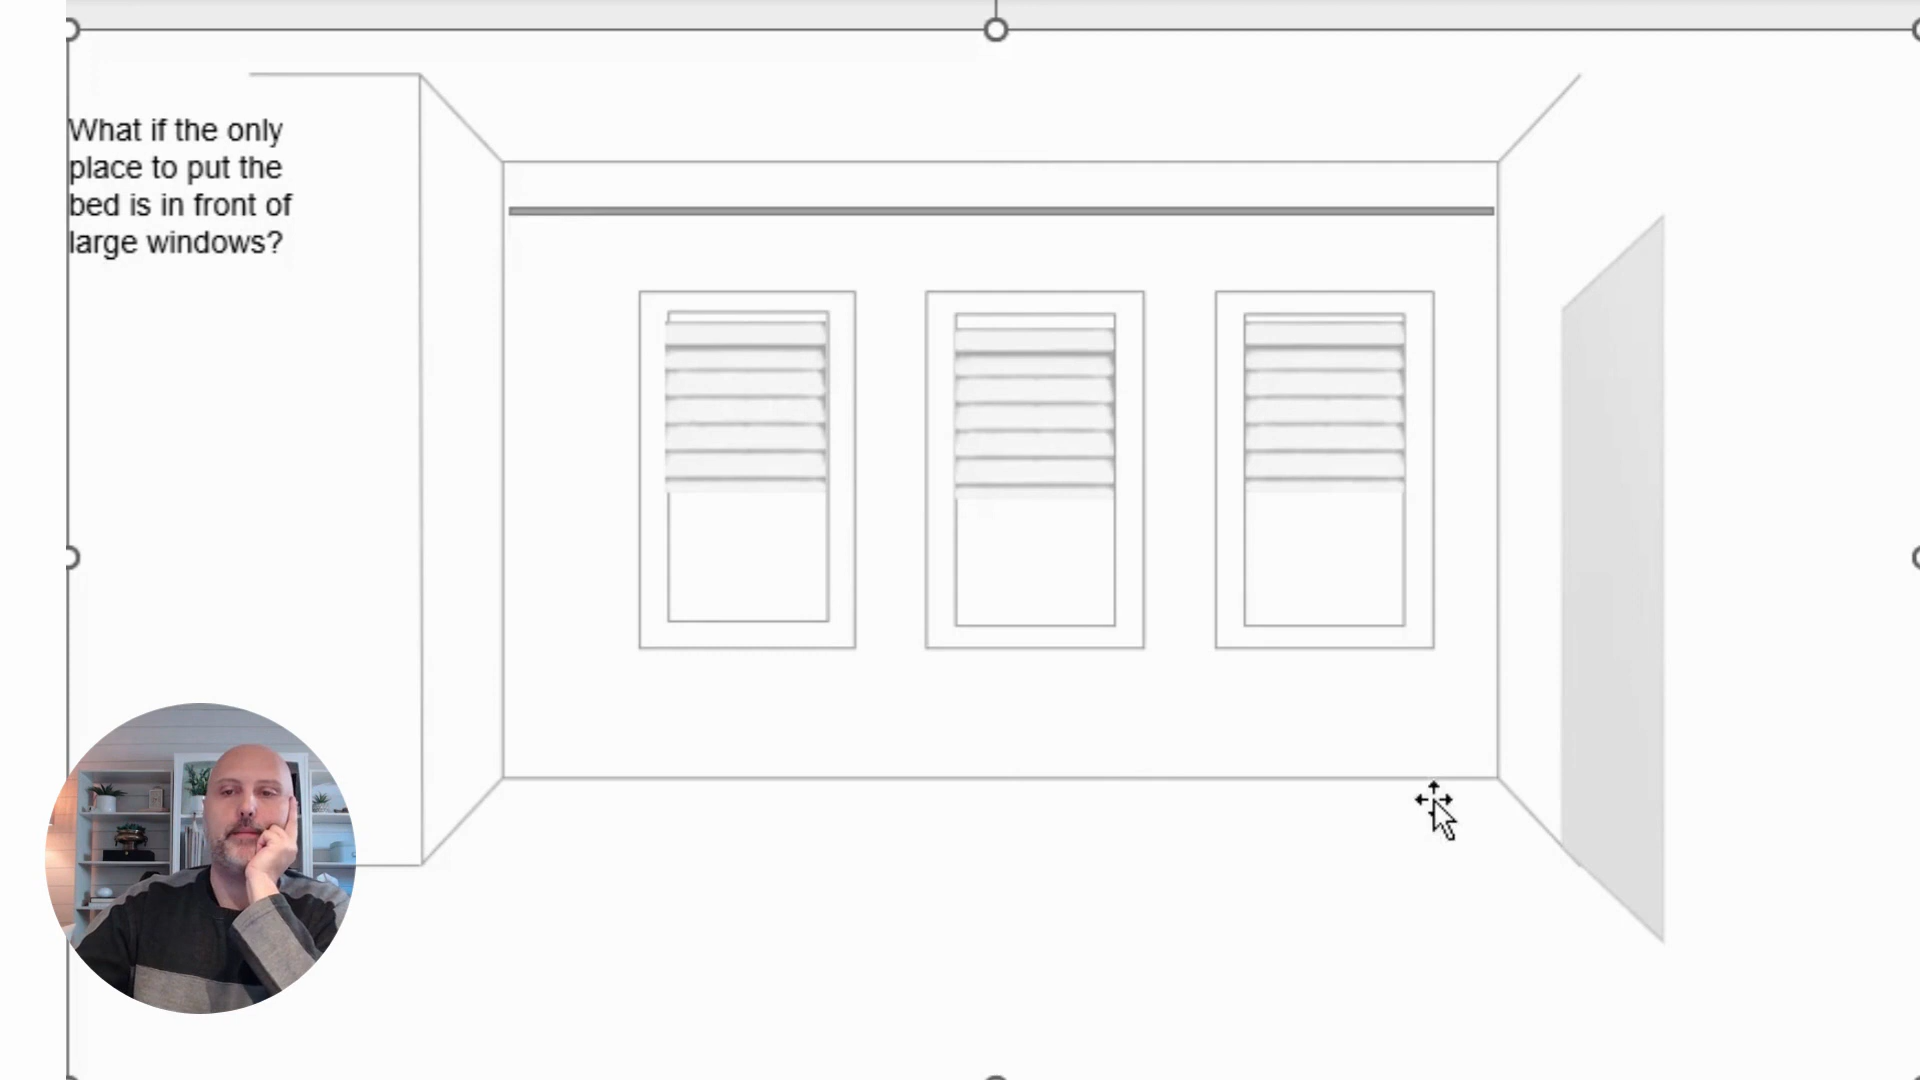 What if the only
place to put the
bed is in front of
large windows?